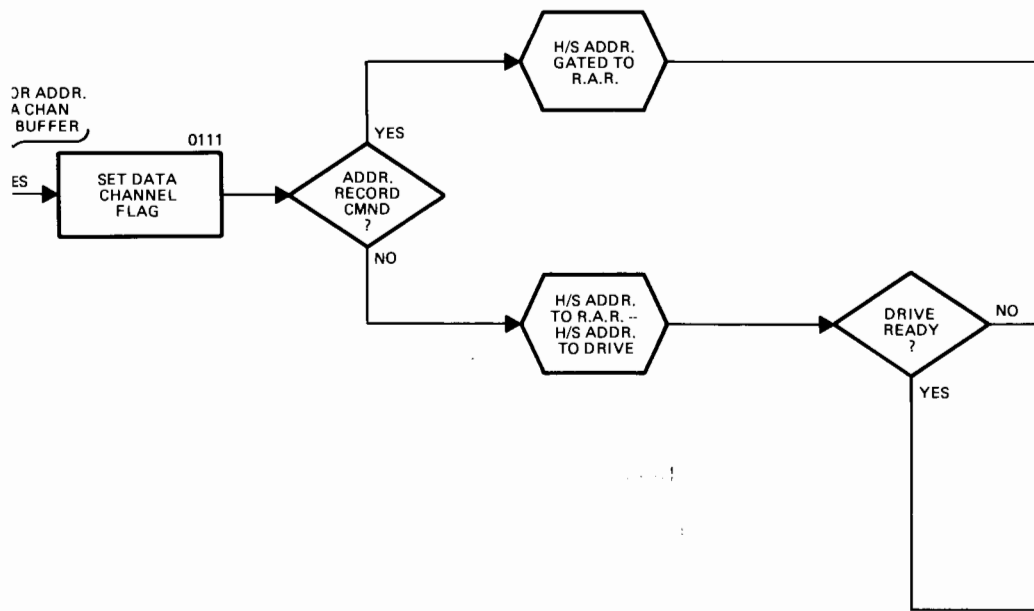 H/S ADDR.
GATED TO
R.A.R.
ADDR.
A CHAN
BUFFER
YES
0111
SET DATA
CHANNEL
FLAG
ADDR.
RECORD
CMND
?
NO
H/S ADDR.
TO R.A.R. --
H/S ADDR.
TO DRIVE
DRIVE
READY
?
NO
YES